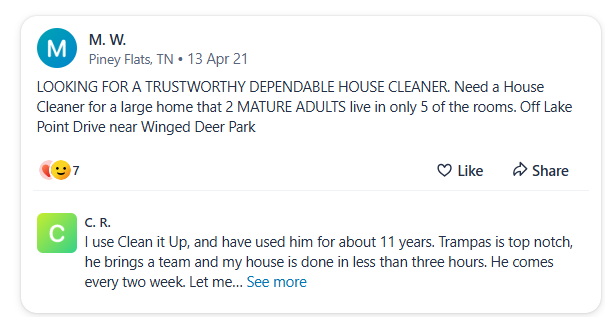 M
M. W.
Piney Flats, TN • 13 Apr 21
LOOKING FOR A TRUSTWORTHY DEPENDABLE HOUSE CLEANER. Need a House
Cleaner for a large home that 2 MATURE ADULTS live in only 5 of the rooms. Off Lake
Point Drive near Winged Deer Park
7
Like
Share
C
C. R.
I use Clean it Up, and have used him for about 11 years. Trampas is top notch,
he brings a team and my house is done in less than three hours. He comes
every two week. Let me... See more